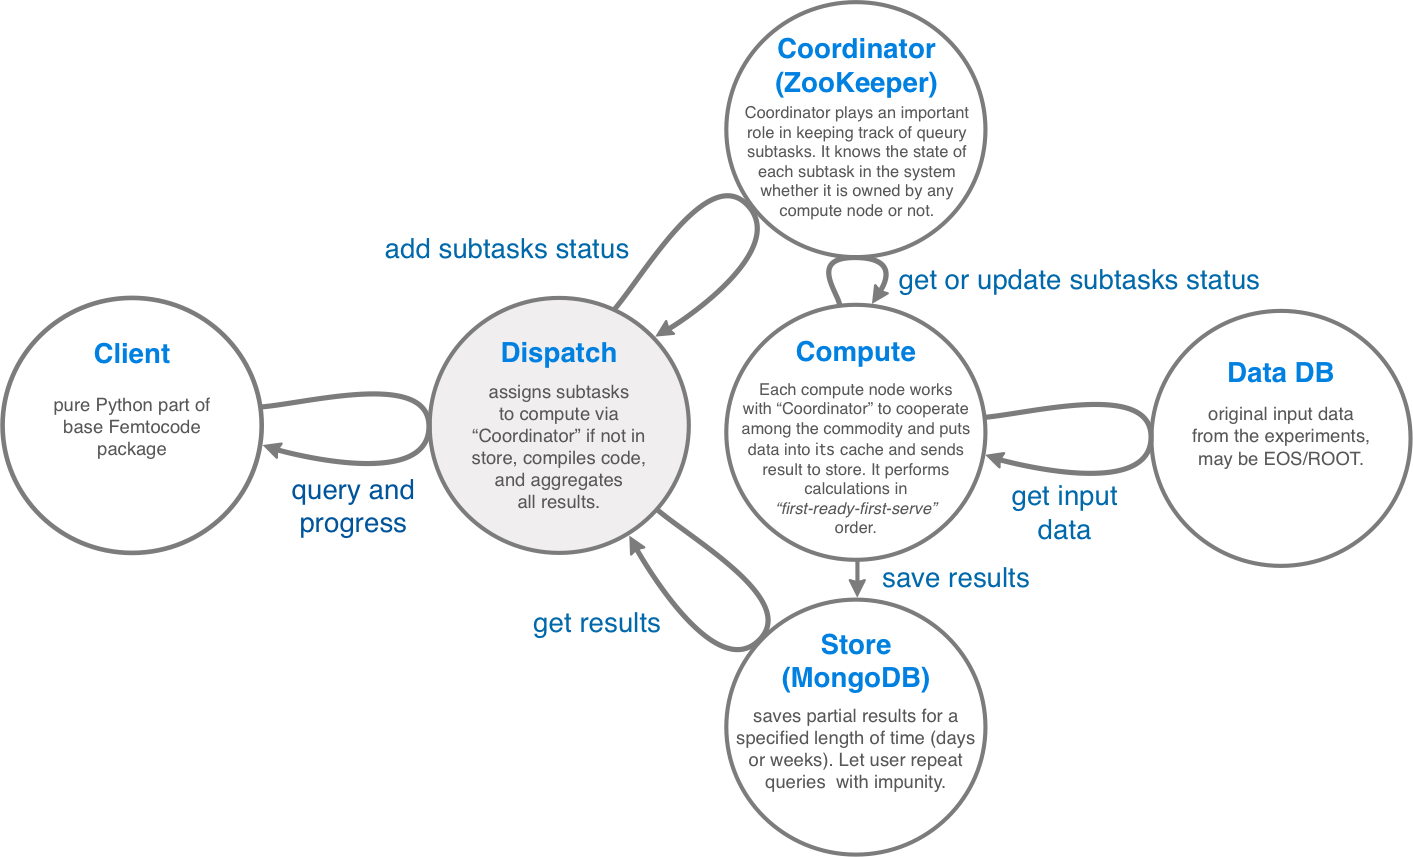 Coordinator
(ZooKeeper)
Coordinator plays an important
role in keeping track of queury
subtasks. It knows the state of
each subtask in the system
whether it is owned by any
compute node or not.
add subtasks status
get or update subtasks status
Client
pure Python part of
base Femtocode
package
query and
progress
Dispatch
assigns subtasks
to compute via
“Coordinator” if not in
store, compiles code,
and aggregates
all results.
Compute
Each compute node works
with “Coordinator” to cooperate
among the commodity and puts
data into its cache and sends
result to store. It performs
calculations in
“first-ready-first-serve”
order.
Data DB
original input data
from the experiments,
may be EOS/ROOT.
get input
data
save results
get results
Store
(MongoDB)
saves partial results for a
specified length of time (days
or weeks). Let user repeat
queries  with impunity.